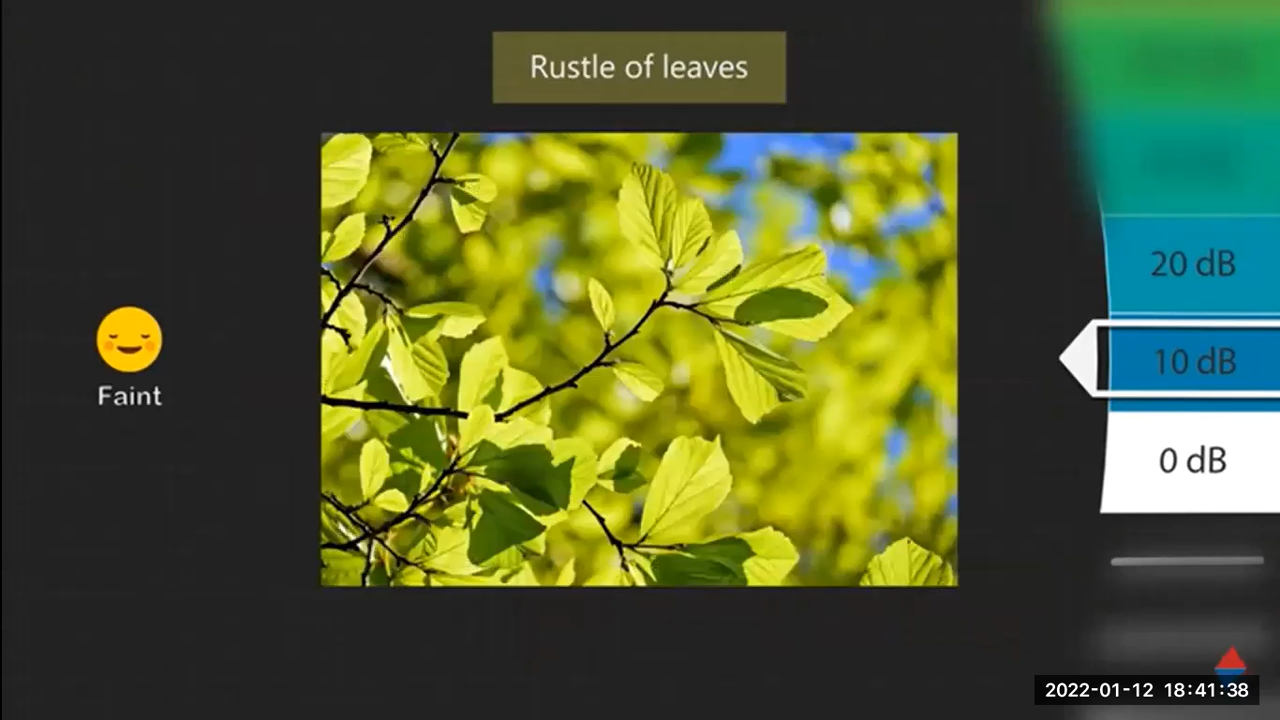 Rustle of leaves
20 dB
10 dB
Faint
0 dB
2022-01-12 18:41:38